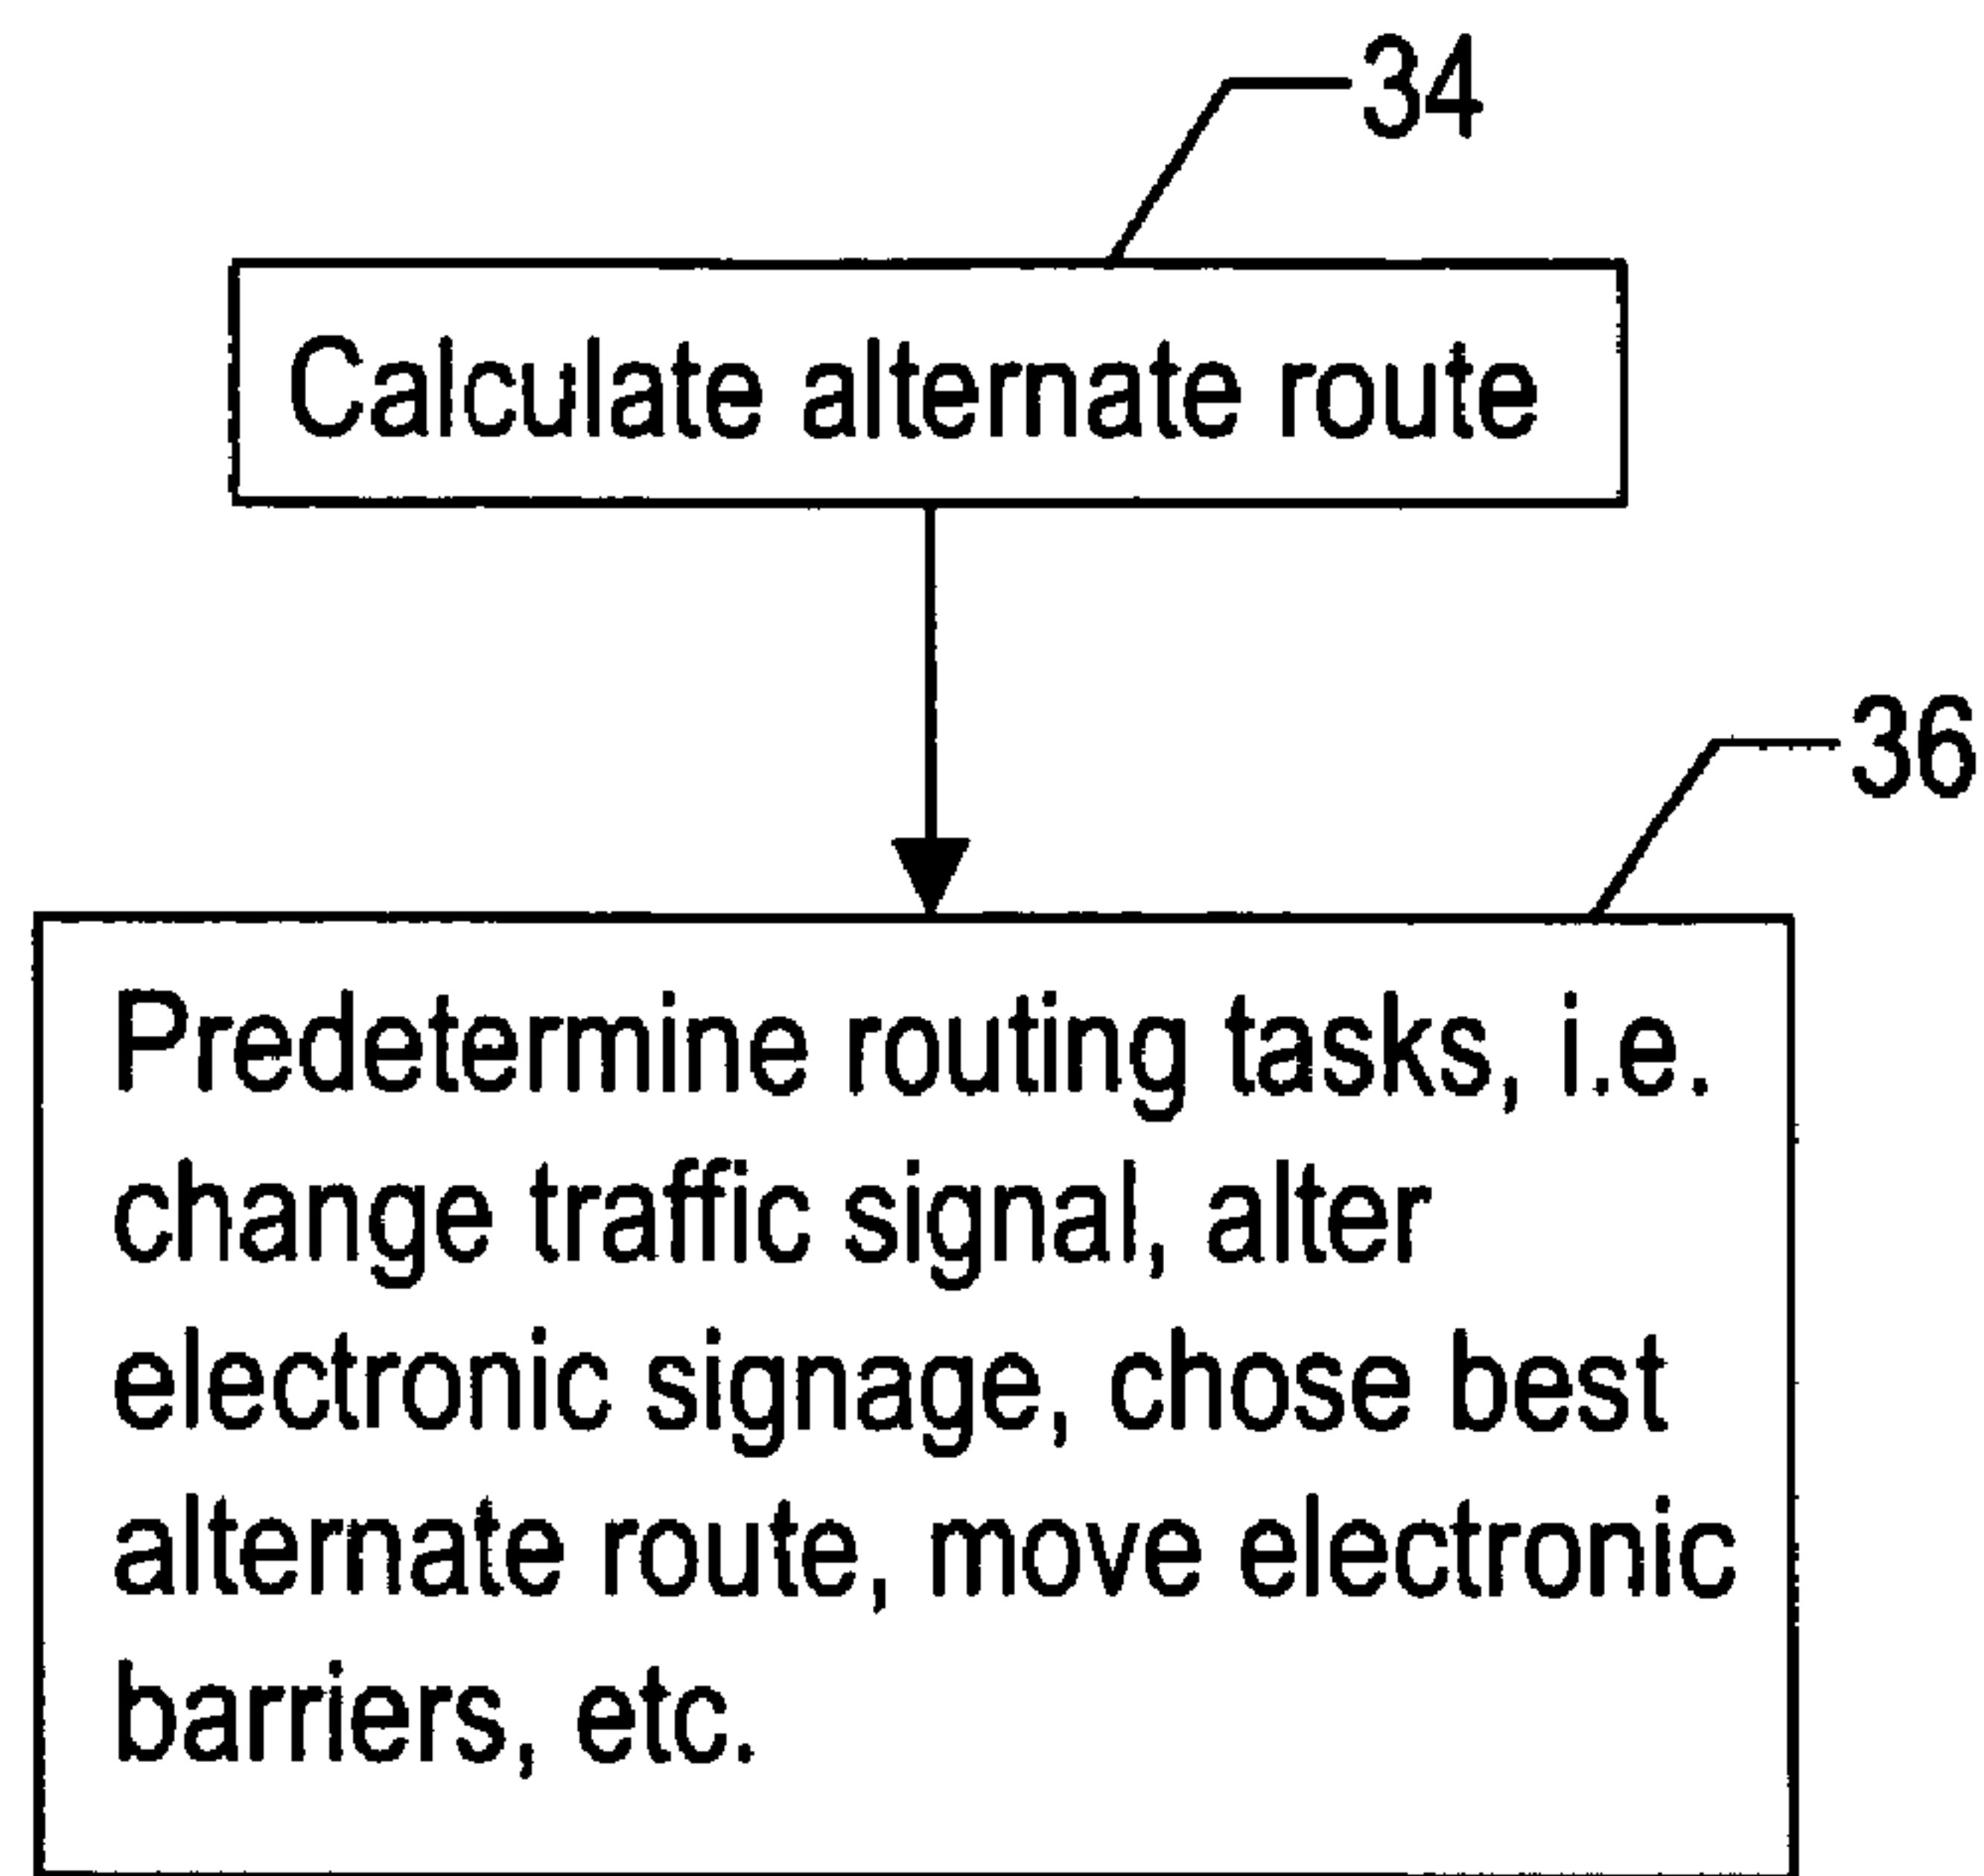 34
Calculate alternate route
36
Predetermine routing tasks, i.e.
change traffic signal, alter
electronic signage, chose best
alternate route, move electronic
barriers, etc.